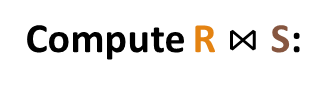 Compute R ⋈ S: